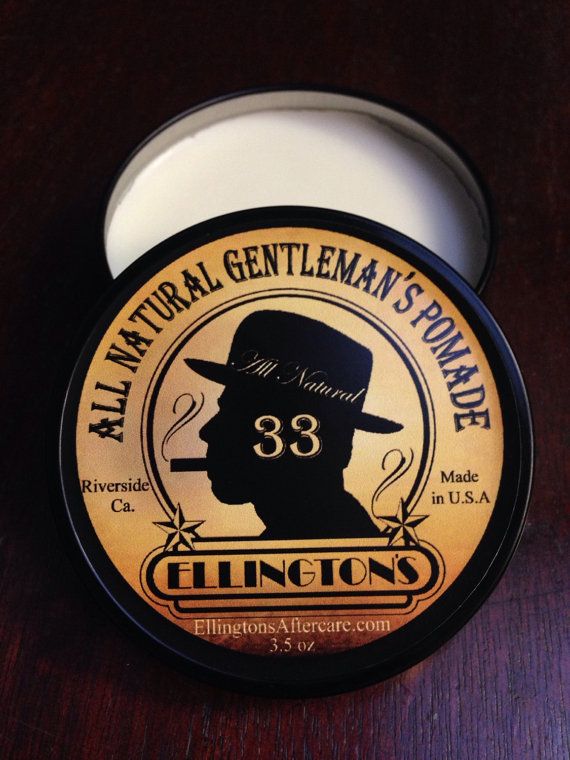 ALL NATURAL GENTLEMAN'S POMADE
All Natural
33
Riverside
Ca.
Made
in U.S.A
ELLINGTON'S
EllingtonsAftercare.com
3.5 oz